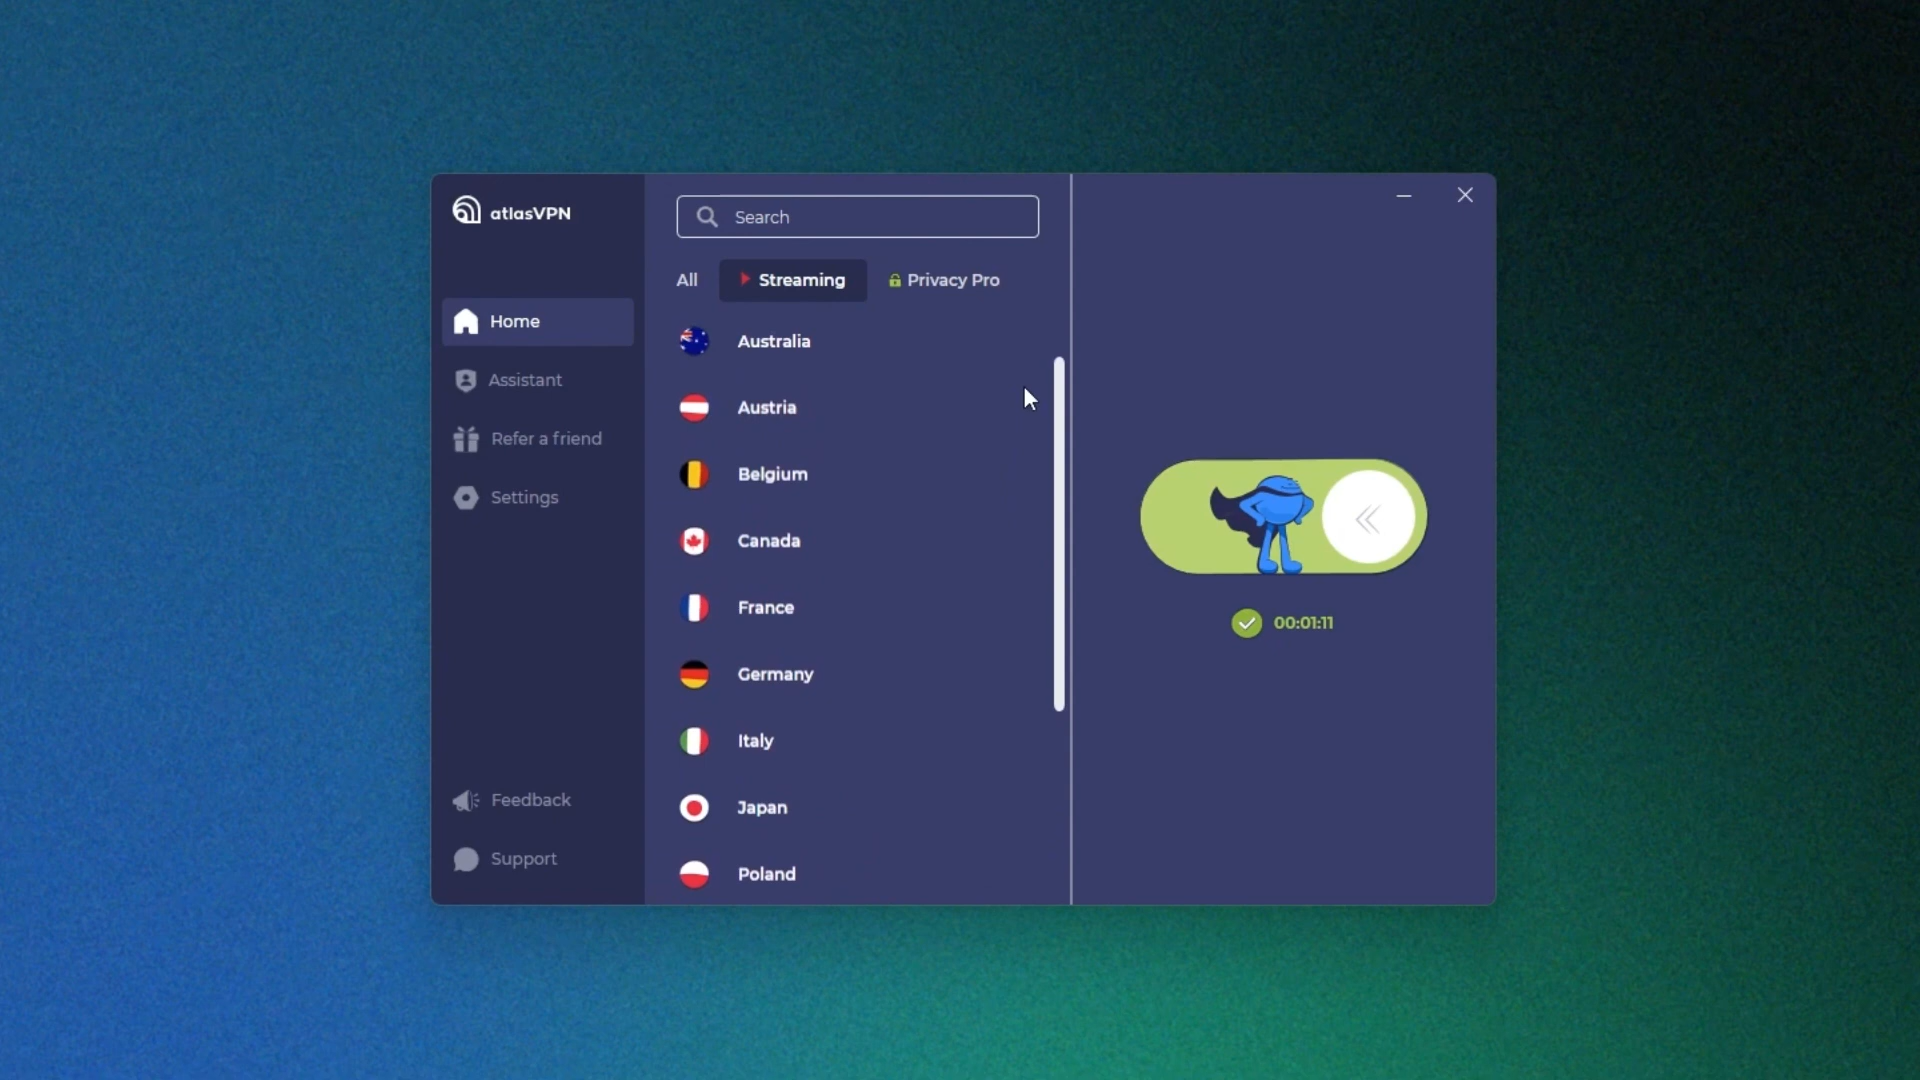 atlasVPN
Home
Assistant
Refer a friend
Settings
Feedback
Support
Search
All
Streaming
Privacy Pro
Australia
Austria
Belgium
Canada
France
Germany
Italy
Japan
Poland
00:01:11